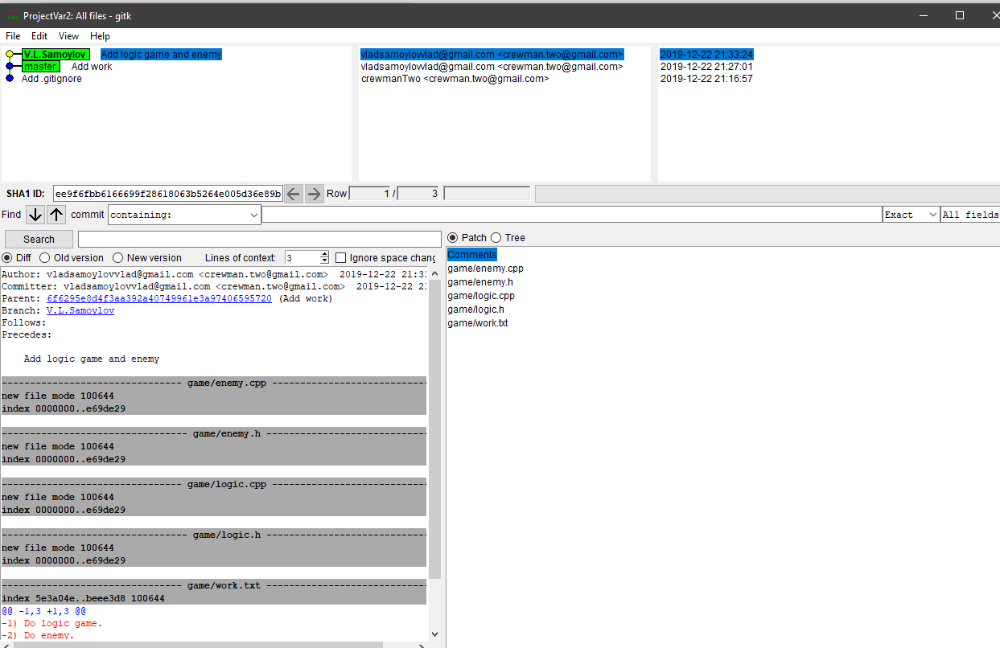 ProjectVar2: All files - gitk
File Edit View Help
V.L.Samoylov Add logic game and enemy vladsamoylovvlad@gmail.com <crewman.two@gmail.com> 2019-12-22 21:33:24
master Add work vladsamoylovvlad@gmail.com <crewman.two@gmail.com> 2019-12-22 21:27:01
Add .gitignore crewmanTwo <crewman.two@gmail.com> 2019-12-22 21:16:57
SHA1 ID: ee9f6fbb6166699f28618063b5264e005d36e89b Row 1 / 3
Find commit containing: Exact All fields
Search
Diff Old version New version Lines of context: 3 Ignore space chang
Patch Tree
Author: vladsamoylovvlad@gmail.com <crewman.two@gmail.com> 2019-12-22 21:33
Committer: vladsamoylovvlad@gmail.com <crewman.two@gmail.com> 2019-12-22 21
Parent: 6f6295e8d4f3aa392a40749961e3a97406595720 (Add work)
Branch: V.L.Samoylov
Follows:
Precedes:
Add logic game and enemy
-------------------------------- game/enemy.cpp ----------------------------
new file mode 100644
index 0000000..e69de29
--------------------------------- game/enemy.h -----------------------------
new file mode 100644
index 0000000..e69de29
-------------------------------- game/logic.cpp ----------------------------
new file mode 100644
index 0000000..e69de29
--------------------------------- game/logic.h -----------------------------
new file mode 100644
index 0000000..e69de29
-------------------------------- game/work.txt -----------------------------
index 5e3a04e..beee3d8 100644
@@ -1,3 +1,3 @@
-1) Do logic game.
-2) Do enemy.
Comments
game/enemy.cpp
game/enemy.h
game/logic.cpp
game/logic.h
game/work.txt